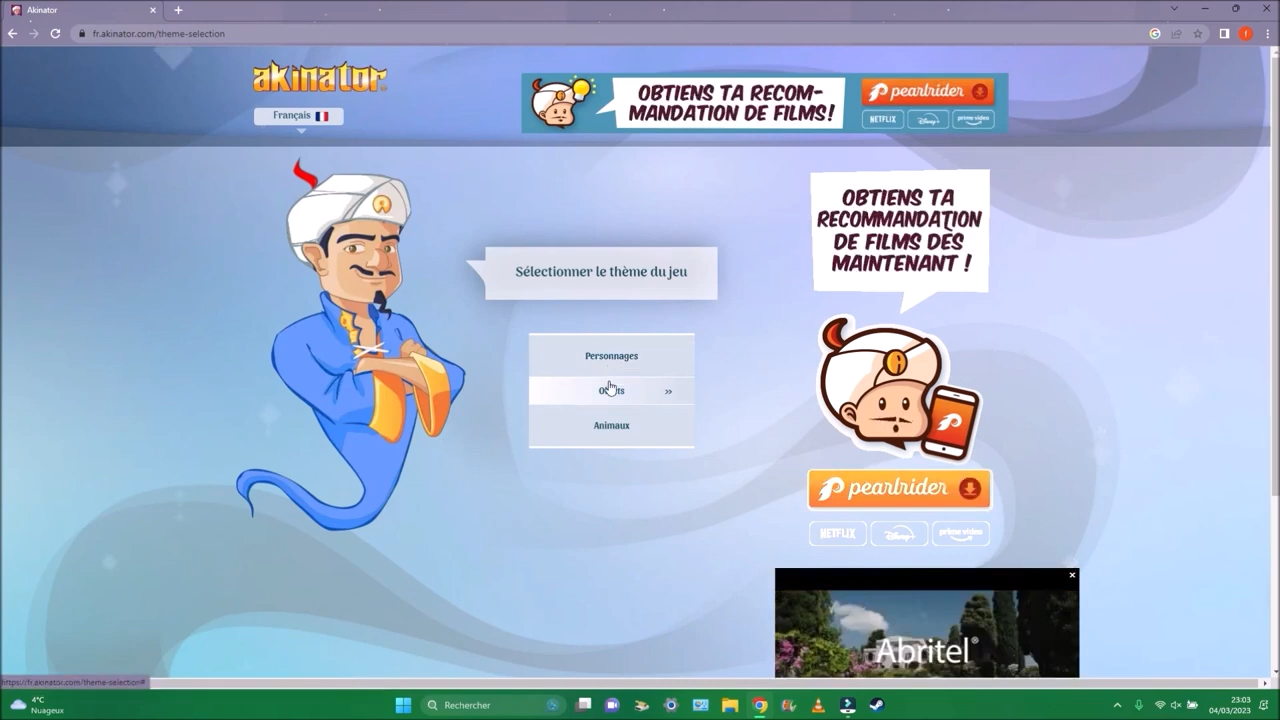 Akinator
fr.akinator.com/theme-selection
akinator
Français
OBTIENS TA RECOM-
MANDATION DE FILMS!
pearlrider
NETFLIX
Disney+
prime video
OBTIENS TA
RECOMMANDATION
DE FILMS DÈS
MAINTENANT !
Sélectionner le thème du jeu
Personnages
»
Animaux
pearlrider
NETFLIX
Disney+
prime video
Abritel®
https://fr.akinator.com/theme-selection#
4°C
Nuageux
Rechercher
23:03
04/03/2023